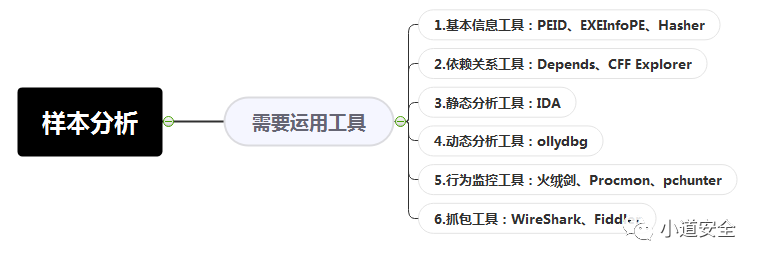 样本分析
需要运用工具
1.基本信息工具：PEID、EXEInfoPE、Hasher
2.依赖关系工具：Depends、CFF Explorer
3.静态分析工具：IDA
4.动态分析工具：ollydbg
5.行为监控工具：火绒剑、Procmon、pchunter
6.抓包工具：WireShark、Fiddler
小道安全